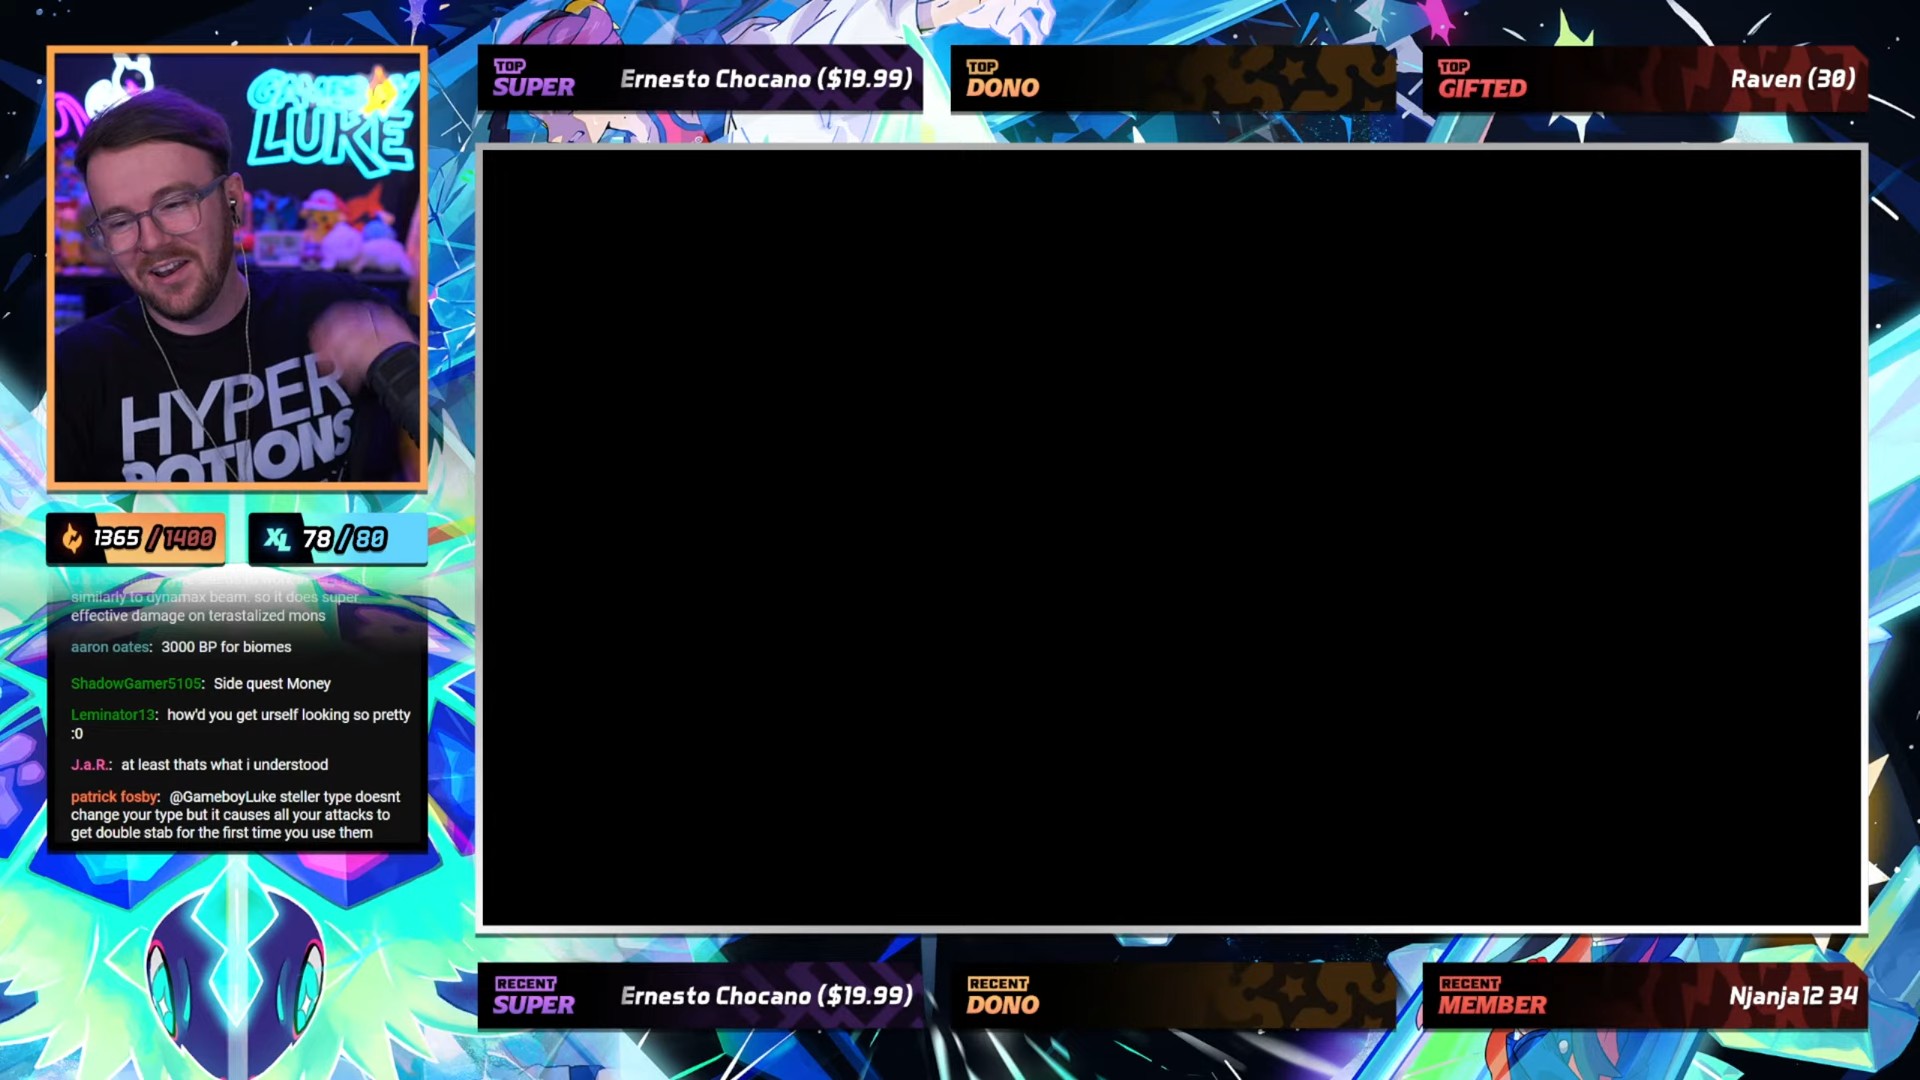 TOP
SUPER
Ernesto Chocano ($19.99)
TOP
DONO
TOP
GIFTED
Raven (30)
GAMEBOY
LUKE
HYPER
POTIONS
1365 / 1400
XL 78 / 80
similarly to dynamax beam. so it does super
effective damage on terastalized mons
aaron oates: 3000 BP for biomes
ShadowGamer5105: Side quest Money
Leminator13: how'd you get urself looking so pretty
:0
J.a.R.: at least thats what i understood
patrick fosby: @GameboyLuke steller type doesnt
change your type but it causes all your attacks to
get double stab for the first time you use them
RECENT
SUPER
Ernesto Chocano ($19.99)
RECENT
DONO
RECENT
MEMBER
Njanja12 34